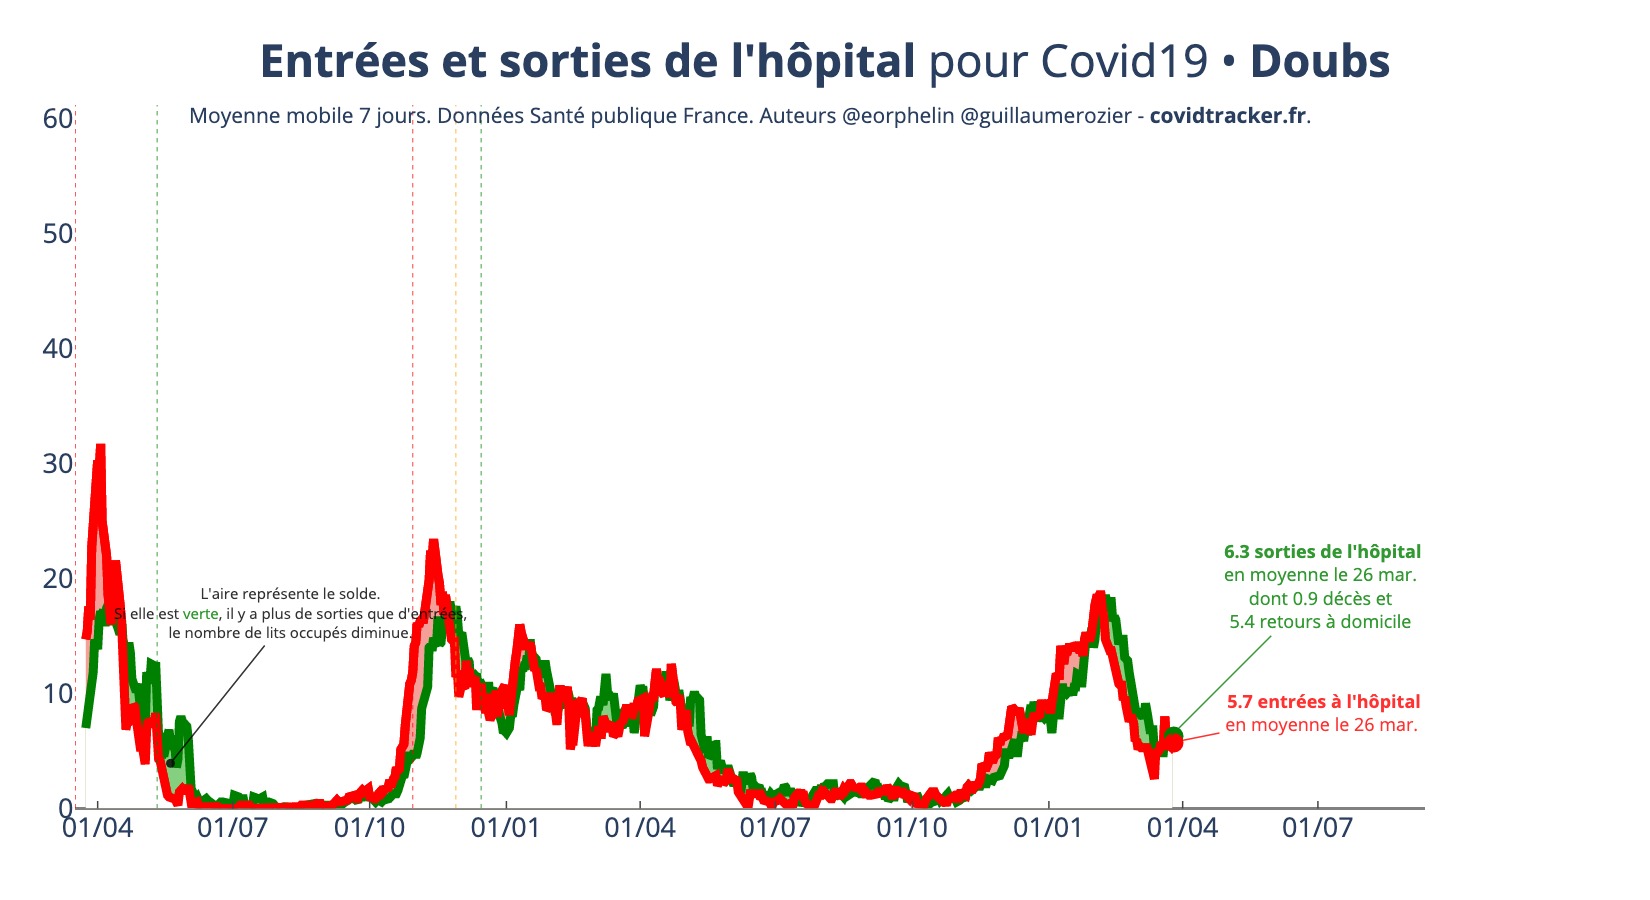 Entrées et sorties de l'hôpital pour Covid19 • Doubs
Moyenne mobile 7 jours. Données Santé publique France. Auteurs @eorphelin @guillaumerozier - covidtracker.fr.
60
50
40
30
20
10
0
L'aire représente le solde.
Si elle est verte, il y a plus de sorties que d'entrées,
le nombre de lits occupés diminue.
6.3 sorties de l'hôpital
en moyenne le 26 mar.
dont 0.9 décès et
5.4 retours à domicile
5.7 entrées à l'hôpital
en moyenne le 26 mar.
01/04 01/07 01/10 01/01 01/04 01/07 01/10 01/01 01/04 01/07